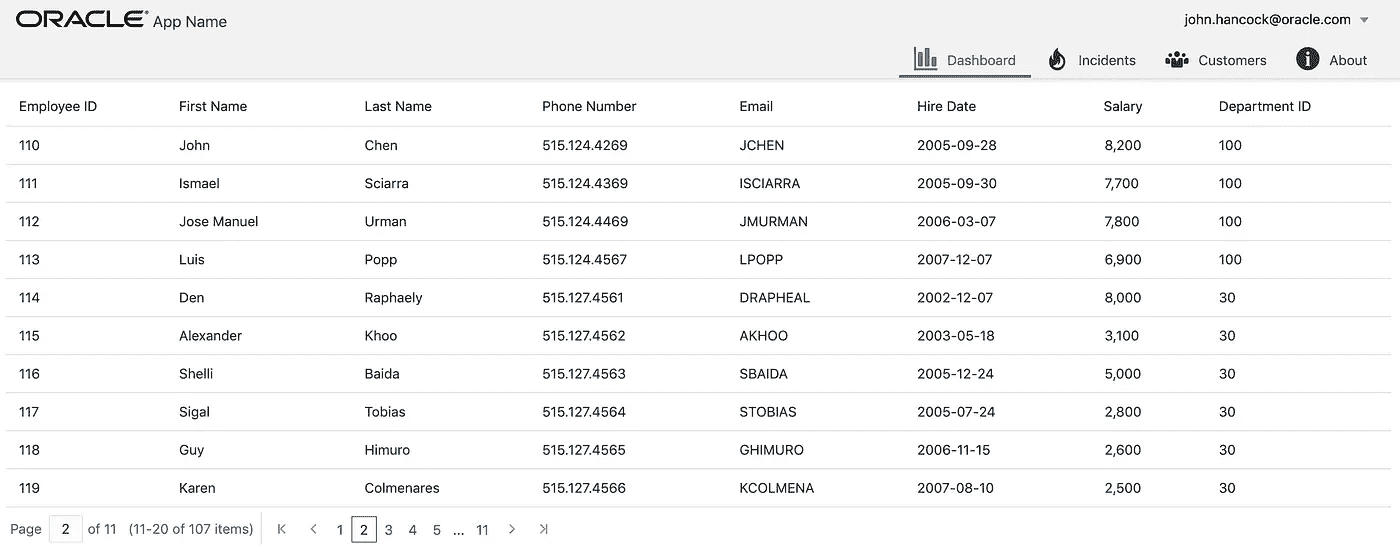 ORACLE® App Name
john.hancock@oracle.com
Dashboard Incidents Customers About
Employee ID First Name Last Name Phone Number Email Hire Date Salary Department ID
110 John Chen 515.124.4269 JCHEN 2005-09-28 8,200 100
111 Ismael Sciarra 515.124.4369 ISCIARRA 2005-09-30 7,700 100
112 Jose Manuel Urman 515.124.4469 JMURMAN 2006-03-07 7,800 100
113 Luis Popp 515.124.4567 LPOPP 2007-12-07 6,900 100
114 Den Raphaely 515.127.4561 DRAPHEAL 2002-12-07 8,000 30
115 Alexander Khoo 515.127.4562 AKHOO 2003-05-18 3,100 30
116 Shelli Baida 515.127.4563 SBAIDA 2005-12-24 5,000 30
117 Sigal Tobias 515.127.4564 STOBIAS 2005-07-24 2,800 30
118 Guy Himuro 515.127.4565 GHIMURO 2006-11-15 2,600 30
119 Karen Colmenares 515.127.4566 KCOLMENA 2007-08-10 2,500 30
Page 2 of 11 (11-20 of 107 items) 1 2 3 4 5 ... 11